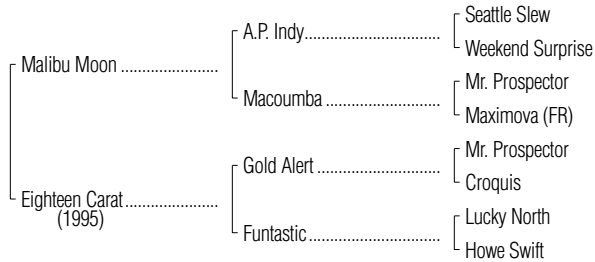 Seattle Slew
A.P. Indy
Weekend Surprise
Malibu Moon
Mr. Prospector
Macoumba
Maximova (FR)
Mr. Prospector
Gold Alert
Croquis
Eighteen Carat
(1995)
Lucky North
Funtastic
Howe Swift